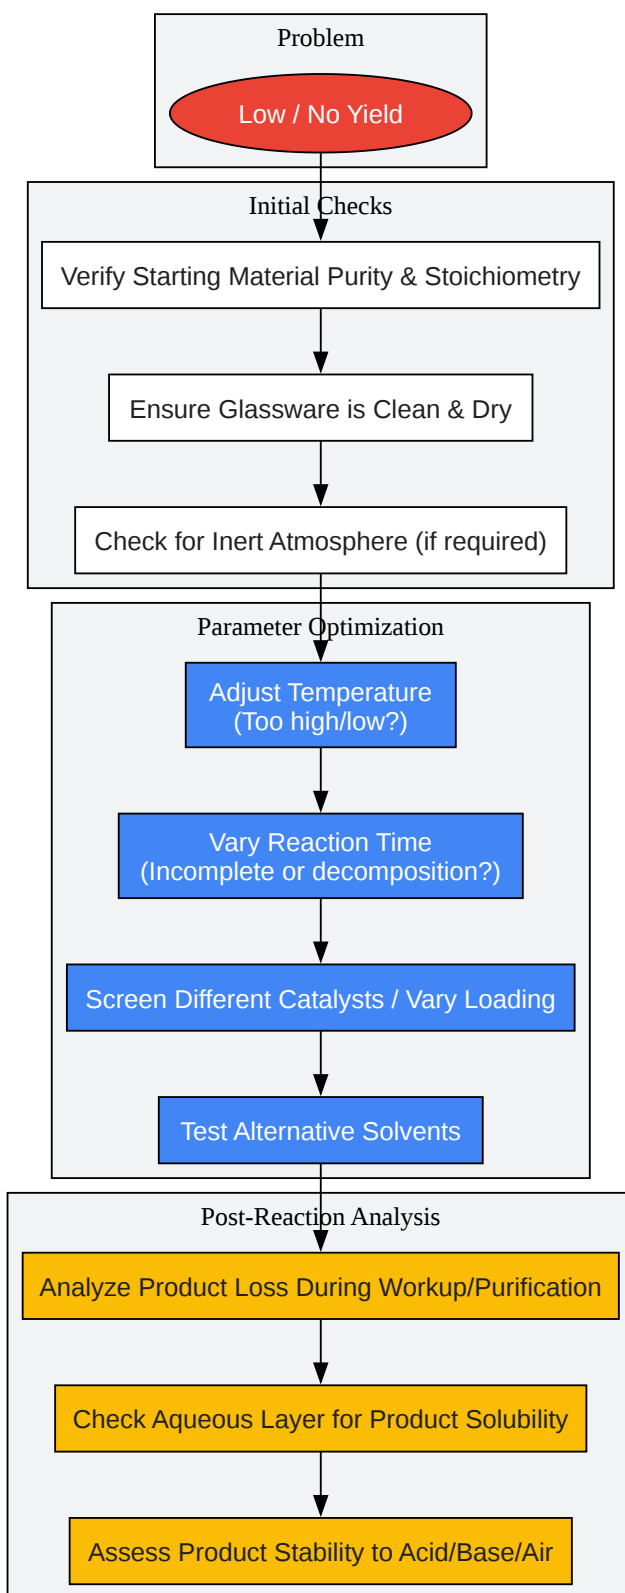 Problem
Low / No Yield
Initial Checks
Verify Starting Material Purity & Stoichiometry
Ensure Glassware is Clean & Dry
Check for Inert Atmosphere (if required)
Parameter Optimization
Adjust Temperature
(Too high/low?)
Vary Reaction Time
(Incomplete or decomposition?)
Screen Different Catalysts / Vary Loading
Test Alternative Solvents
Post-Reaction Analysis
Analyze Product Loss During Workup/Purification
Check Aqueous Layer for Product Solubility
Assess Product Stability to Acid/Base/Air